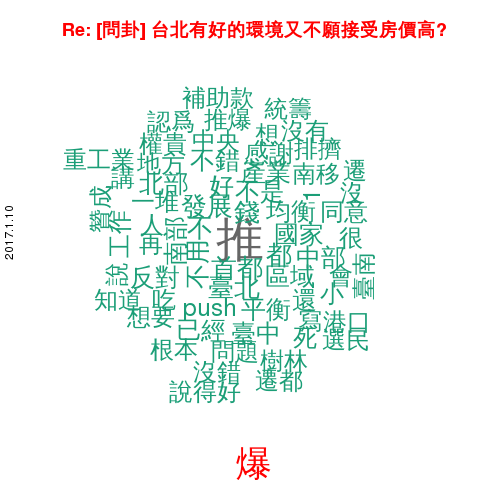 Re: [問卦] 台北有好的環境又不願接受房價高?
2017.1.10
補助款 統籌
認爲 推爆 想 沒有
權貴 中央 感謝 排擠
重工業 地方 不錯 產業 南移 遷
講 北部 好 不是 一 沒
贊成 一堆 發展 錢 均衡 同意
工作 人 不 推 國家 很
再 南部 不用 都 中部 臺南
說 反對 首都 區域 會
知道 吃 臺北 還 小
想要 push 平衡 寫 港口
已經 臺中 死 選民
根本 問題 樹林
沒錯 遷都
說得好
爆